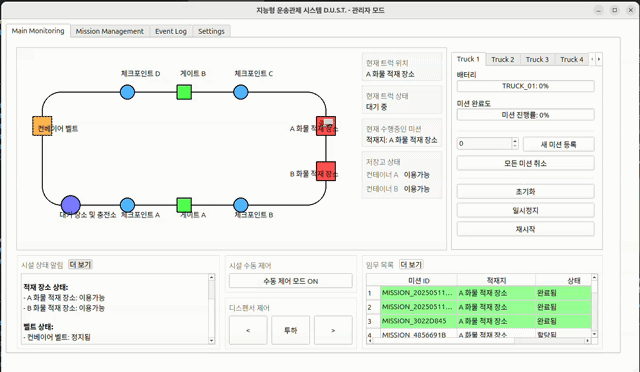 지능형 운송관제 시스템 D.U.S.T. - 관리자 모드
Main Monitoring
Mission Management
Event Log
Settings
체크포인트 D
게이트 B
체크포인트 C
컨베이어 벨트
A 화물 적재 장소
B 화물 적재 장소
대기 장소 및 충전소
체크포인트 A
게이트 A
체크포인트 B
현재 트럭 위치
A 화물 적재 장소
현재 트럭 상태
대기 중
현재 수행중인 미션
적재지: A 화물 적재 장소
저장고 상태
컨테이너 A 이용가능
컨테이너 B 이용가능
Truck 1
Truck 2
Truck 3
Truck 4
배터리
TRUCK_01: 0%
미션 완료도
미션 진행률: 0%
0
새 미션 등록
모든 미션 취소
초기화
일시정지
재시작
시설 상태 알림
더 보기
적재 장소 상태:
- A 화물 적재 장소: 이용가능
- B 화물 적재 장소: 이용가능
벨트 상태:
- 컨베이어 벨트: 정지됨
시설 수동 제어
수동 제어 모드 ON
디스펜서 제어
<
투하
>
임무 목록
더 보기
미션 ID 적재지 상태
1 MISSION_20250511... A 화물 적재 장소 완료됨
2 MISSION_20250511... A 화물 적재 장소 완료됨
3 MISSION_3022D845 A 화물 적재 장소 완료됨
4 MISSION_4856691B A 화물 적재 장소 할당됨